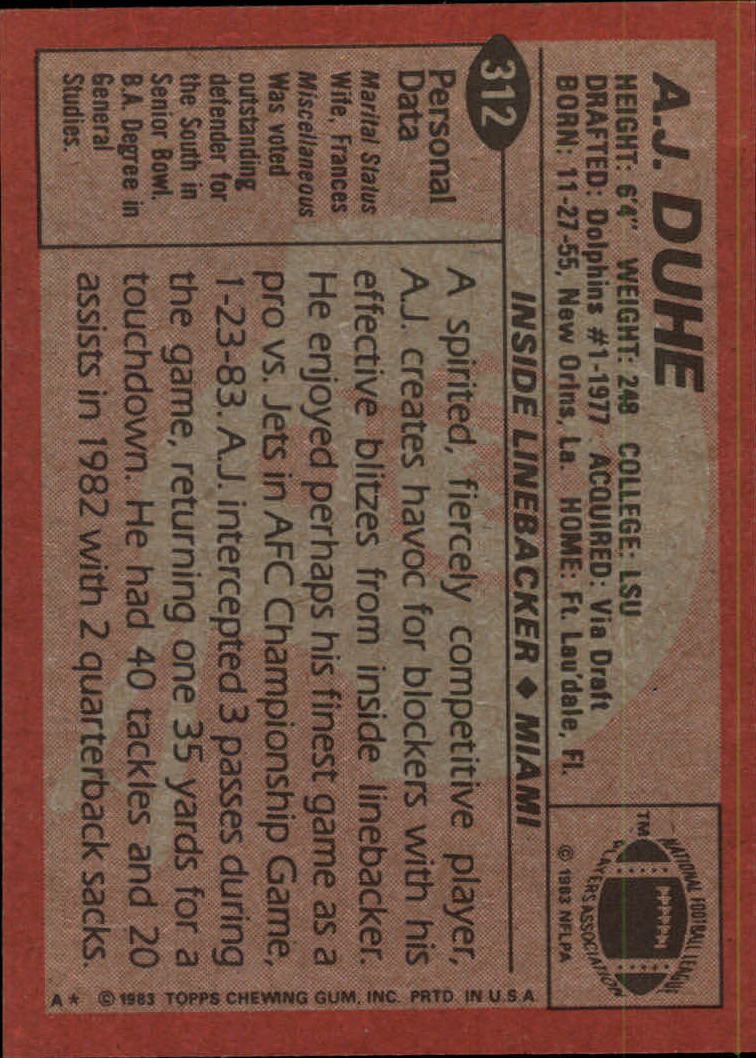 A.J. DUHE
HEIGHT: 6'4" WEIGHT: 248 COLLEGE: LSU
DRAFTED: Dolphins #1-1977 ACQUIRED: Via Draft
BORN: 11-27-55, New Orlns, La. HOME: Ft. Lau'dale, Fl.
NATIONAL FOOTBALL LEAGUE
PLAYERS ASSOCIATION
TM
© 1983 NFLPA
312
INSIDE LINEBACKER ♦ MIAMI
Personal
Data
Marital Status
Wife, Frances
Miscellaneous
Was voted
outstanding
defender for
the South in
Senior Bowl.
B.A. Degree in
General
Studies.
A spirited, fiercely competitive player,
A.J. creates havoc for blockers with his
effective blitzes from inside linebacker.
He enjoyed perhaps his finest game as a
pro vs. Jets in AFC Championship Game,
1-23-83. A.J. intercepted 3 passes during
the game, returning one 35 yards for a
touchdown. He had 40 tackles and 20
assists in 1982 with 2 quarterback sacks.
A★ © 1983 TOPPS CHEWING GUM, INC. PRTD. IN U.S.A.